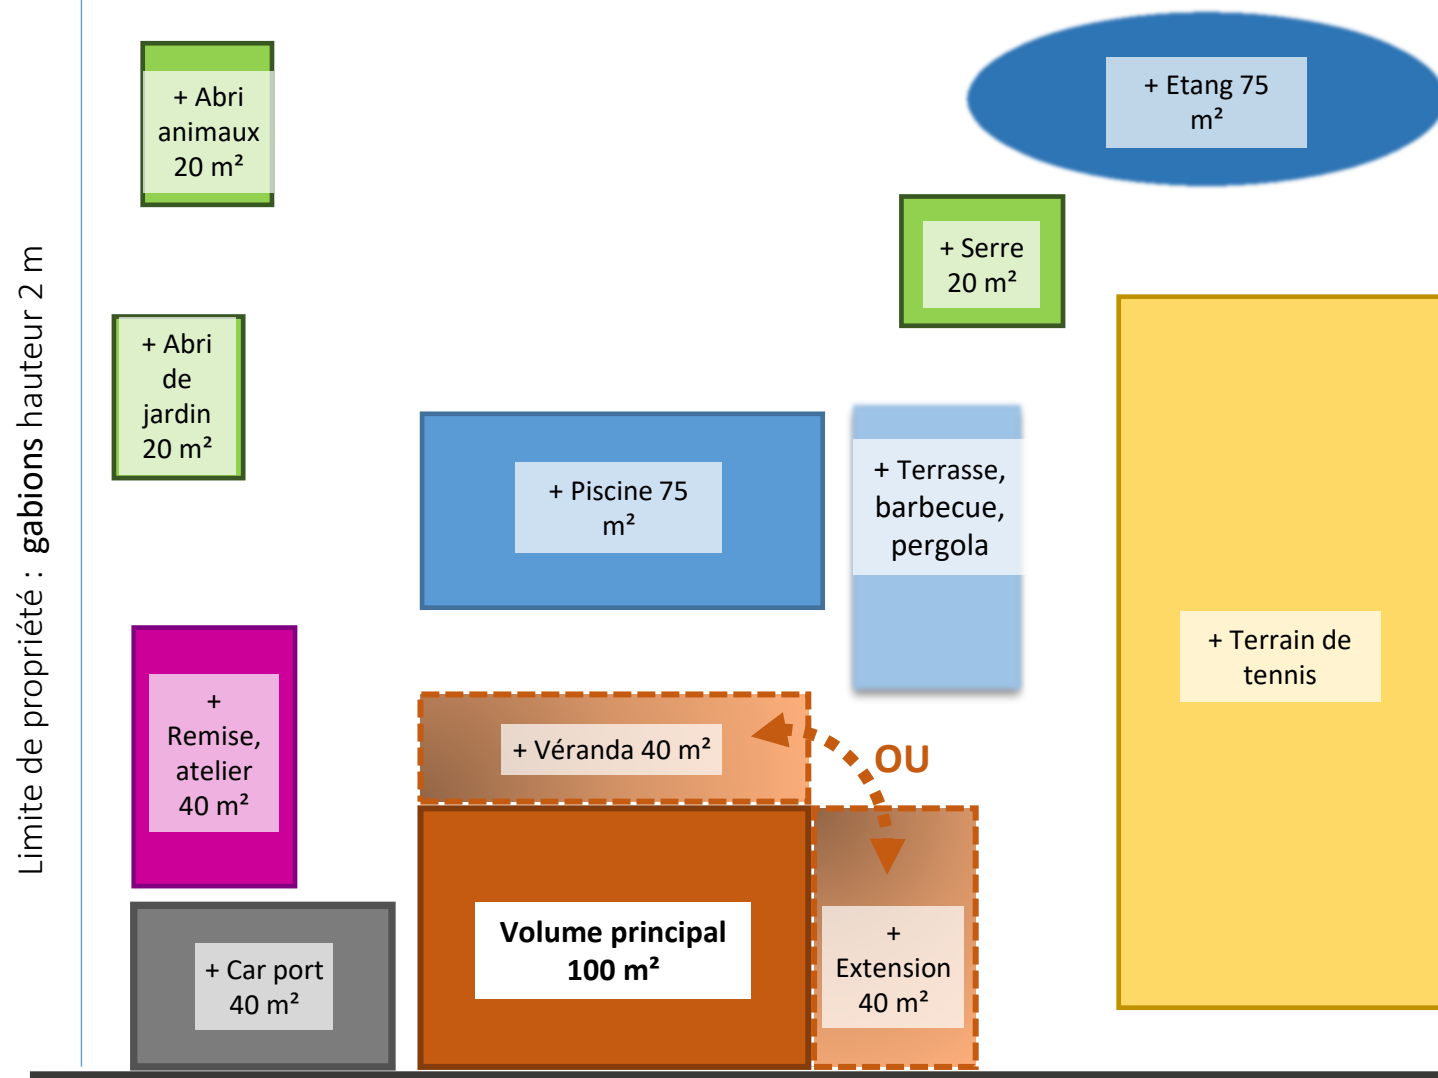 + Abri
animaux
20 m²
+ Etang 75
m²
+ Serre
20 m²
Limite de propriété : gabions hauteur 2 m
+ Abri
de
jardin
20 m²
+ Piscine 75
m²
+ Terrasse,
barbecue,
pergola
+ Terrain de
tennis
+
Remise,
atelier
40 m²
+ Véranda 40 m²
OU
+ Car port
40 m²
Volume principal
100 m²
+
Extension
40 m²